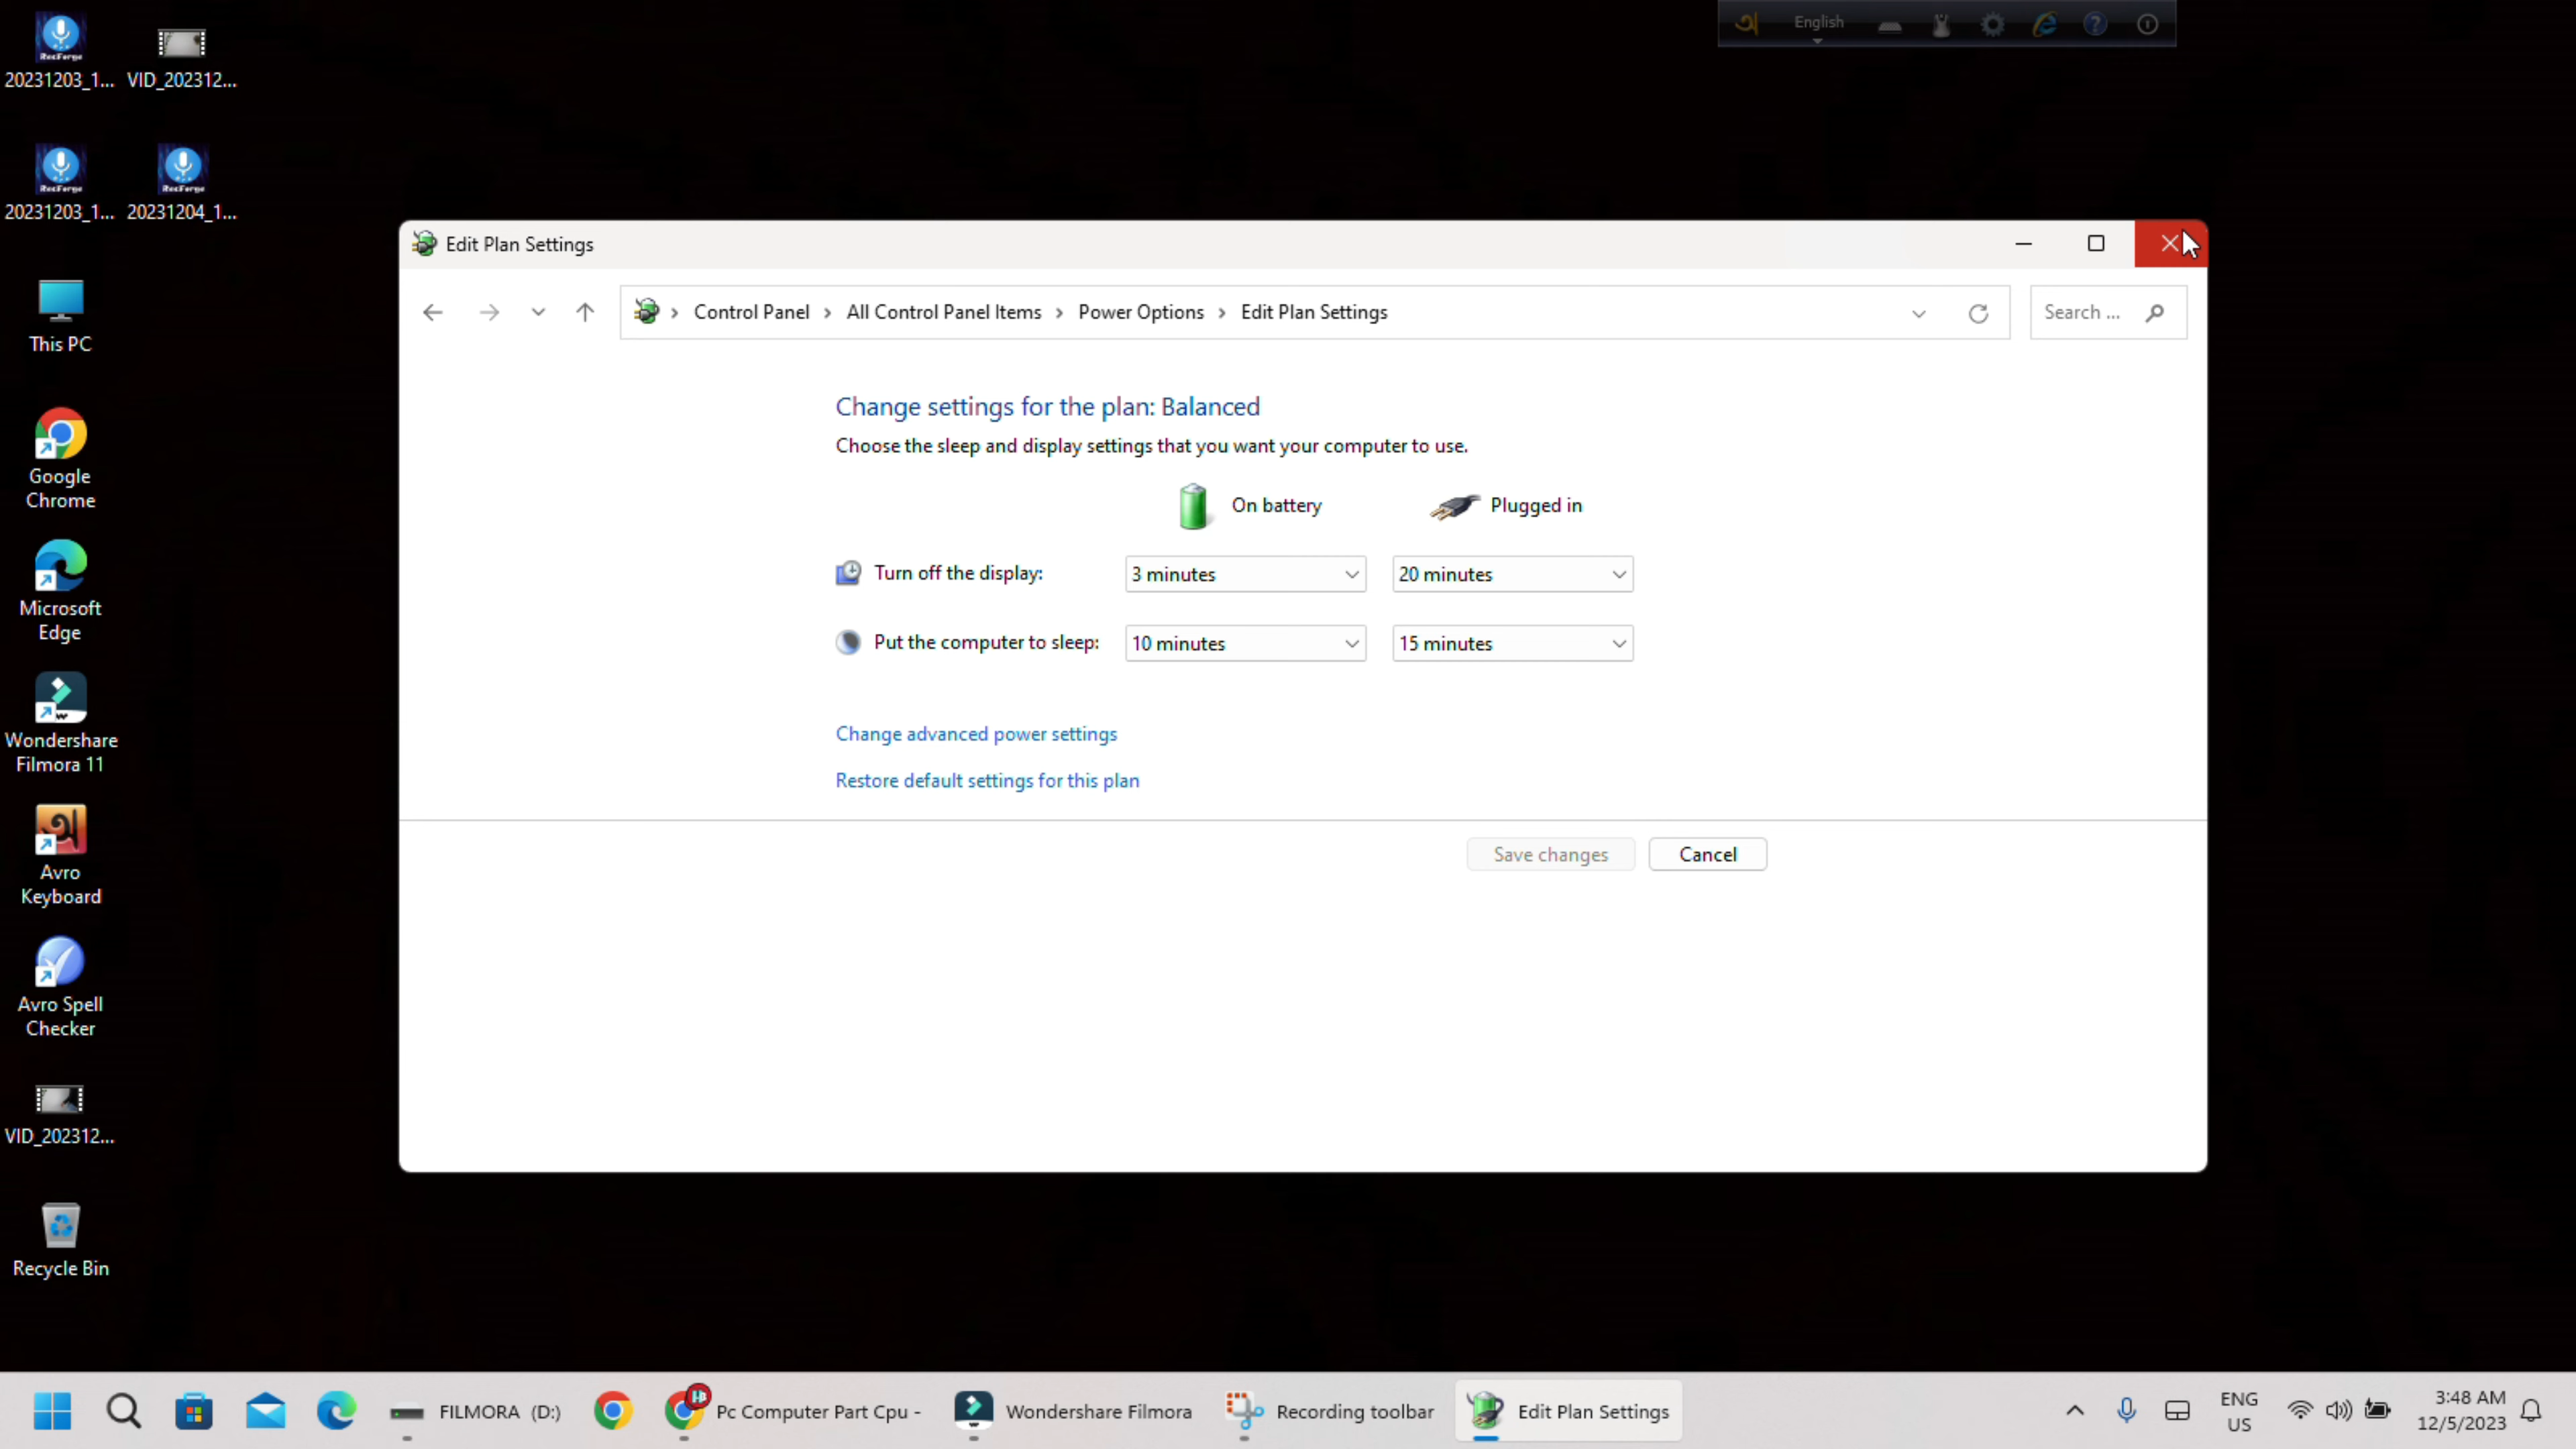 English
20231203_1...
VID_202312...
20231203_1...
20231204_1...
This PC
Google
Chrome
Microsoft
Edge
Wondershare
Filmora 11
Avro
Keyboard
Avro Spell
Checker
VID_202312...
Recycle Bin
Edit Plan Settings
Control Panel > All Control Panel Items > Power Options > Edit Plan Settings
Search ...
Change settings for the plan: Balanced
Choose the sleep and display settings that you want your computer to use.
On battery
Plugged in
Turn off the display: 3 minutes 20 minutes
Put the computer to sleep: 10 minutes 15 minutes
Change advanced power settings
Restore default settings for this plan
Save changes
Cancel
FILMORA (D:)
Pc Computer Part Cpu -
Wondershare Filmora
Recording toolbar
Edit Plan Settings
ENG
US
3:48 AM
12/5/2023